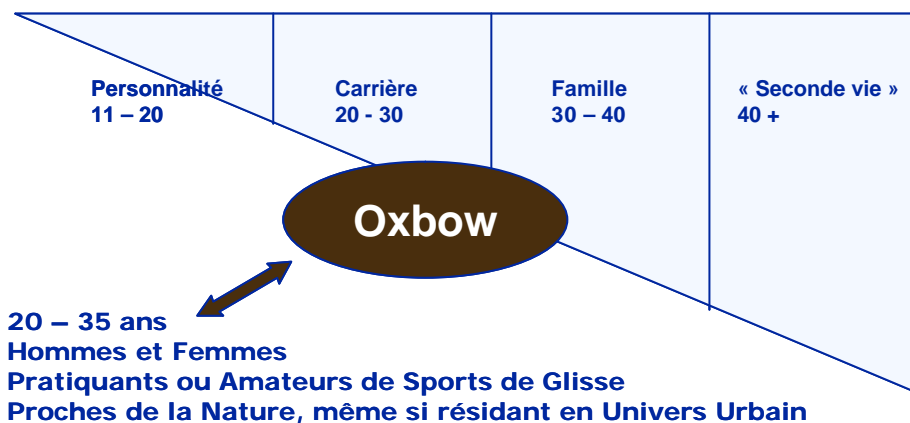 Personnalité
11 – 20
Carrière
20 - 30
Famille
30 – 40
« Seconde vie »
40 +
Oxbow
20 – 35 ans
Hommes et Femmes
Pratiquants ou Amateurs de Sports de Glisse
Proches de la Nature, même si résidant en Univers Urbain